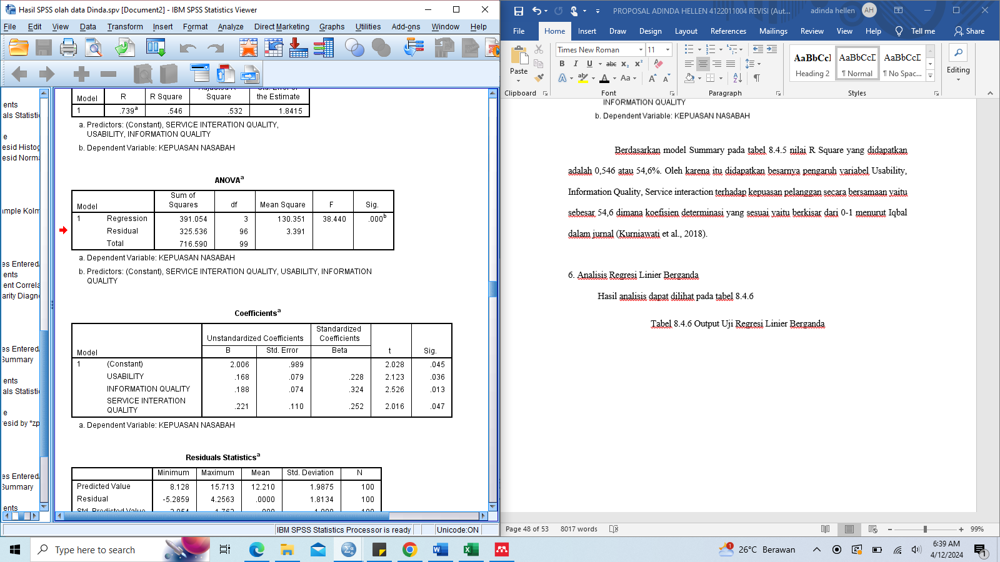 Hasil SPSS olah data Dinda.spv [Document2] - IBM SPSS Statistics Viewer
File Edit View Data Transform Insert Format Analyze Direct Marketing Graphs Utilities Add-ons Window Help
ents
als Statisti
e
esid Histog
esid Norma
ample Kolm
es Entered/
ents
ent Correla
arity Diagn
es Entered/
Summary
ents
als Statisti
e
resid by *zp
es Entered/
Summary
ents
Model R R Square Square the Estimate
1 .739a .546 .532 1.8415
a. Predictors: (Constant), SERVICE INTERATION QUALITY,
USABILITY, INFORMATION QUALITY
b. Dependent Variable: KEPUASAN NASABAH
ANOVAa
Model Sum of Squares df Mean Square F Sig.
1 Regression 391.054 3 130.351 38.440 .000b
Residual 325.536 96 3.391
Total 716.590 99
a. Dependent Variable: KEPUASAN NASABAH
b. Predictors: (Constant), SERVICE INTERATION QUALITY, USABILITY, INFORMATION
QUALITY
Coefficientsa
Model Unstandardized Coefficients Standardized Coefficients t Sig.
B Std. Error Beta
1 (Constant) 2.006 .989 2.028 .045
USABILITY .168 .079 .228 2.123 .036
INFORMATION QUALITY .188 .074 .324 2.526 .013
SERVICE INTERATION QUALITY .221 .110 .252 2.016 .047
a. Dependent Variable: KEPUASAN NASABAH
Residuals Statisticsa
Minimum Maximum Mean Std. Deviation N
Predicted Value 8.128 15.713 12.210 1.9875 100
Residual -5.2859 4.2563 .0000 1.8134 100
Std. Predicted Value
IBM SPSS Statistics Processor is ready Unicode:ON
PROPOSAL ADINDA HELLEN 4122011004 REVISI (Aut... adinda hellen AH
File Home Insert Draw Design Layout References Mailings Review View Help Tell me Share
Paste
Clipboard
Times New Roman 11
B I U abc x2 x2
A ab A Aa A A
Font
Paragraph
AaBbCcI AaBbCcD AaBbCcD
Heading 2 ¶ Normal ¶ No Spac...
Styles
Editing
INFORMATION QUALITY
b. Dependent Variable: KEPUASAN NASABAH
Berdasarkan model Summary pada tabel 8.4.5 nilai R Square yang didapatkan
adalah 0,546 atau 54,6%. Oleh karena itu didapatkan besarnya pengaruh variabel Usability,
Information Quality, Service interaction terhadap kepuasan pelanggan secara bersamaan yaitu
sebesar 54,6 dimana koefisien determinasi yang sesuai yaitu berkisar dari 0-1 menurut Iqbal
dalam jurnal (Kurniawati et al., 2018).
6. Analisis Regresi Linier Berganda
Hasil analisis dapat dilihat pada tabel 8.4.6
Tabel 8.4.6 Output Uji Regresi Linier Berganda
Page 48 of 53 8017 words 99%
Type here to search
26°C Berawan
6:39 AM
4/12/2024